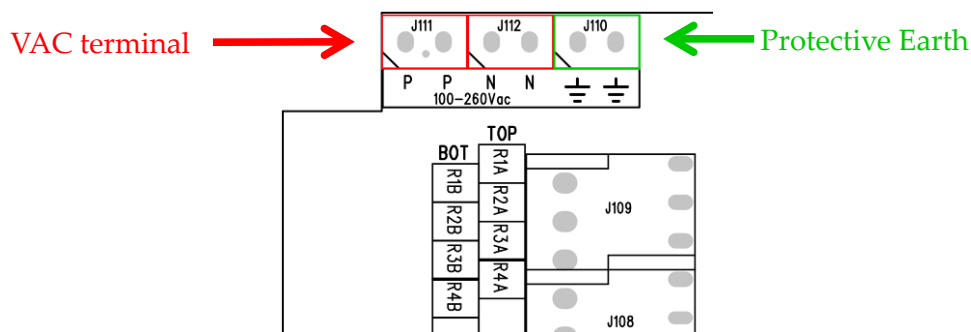 VAC terminal
J111 J112 J110
Protective Earth
P P N N
100-260Vac
TOP
BOT
R1A
R1B
R2A
J109
R2B
R3A
R3B
R4A
R4B
J108